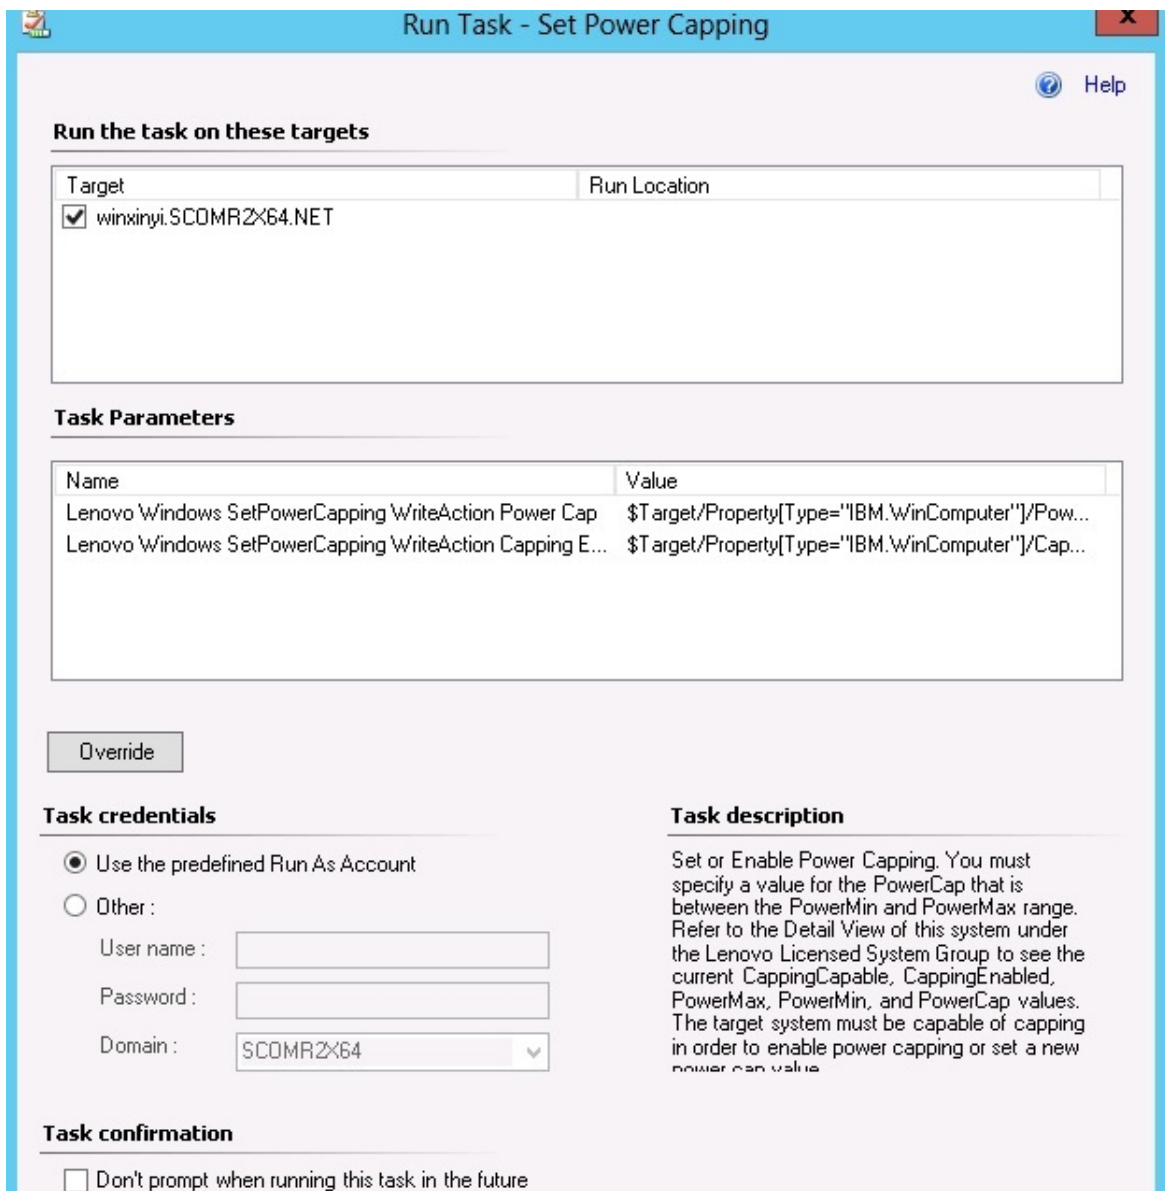 Run Task - Set Power Capping
x
Help
Run the task on these targets
Target Run Location
winxinyi.SCOMR2X64.NET
Task Parameters
Name Value
Lenovo Windows SetPowerCapping WriteAction Power Cap $Target/Property[Type="IBM.WinComputer"]/Pow...
Lenovo Windows SetPowerCapping WriteAction Capping E... $Target/Property[Type="IBM.WinComputer"]/Cap...
Override
Task credentials
Use the predefined Run As Account
Other :
User name :
Password :
Domain : SCOMR2X64
Task description
Set or Enable Power Capping. You must
specify a value for the PowerCap that is
between the PowerMin and PowerMax range.
Refer to the Detail View of this system under
the Lenovo Licensed System Group to see the
current CappingCapable, CappingEnabled,
PowerMax, PowerMin, and PowerCap values.
The target system must be capable of capping
in order to enable power capping or set a new
power cap value
Task confirmation
Don't prompt when running this task in the future